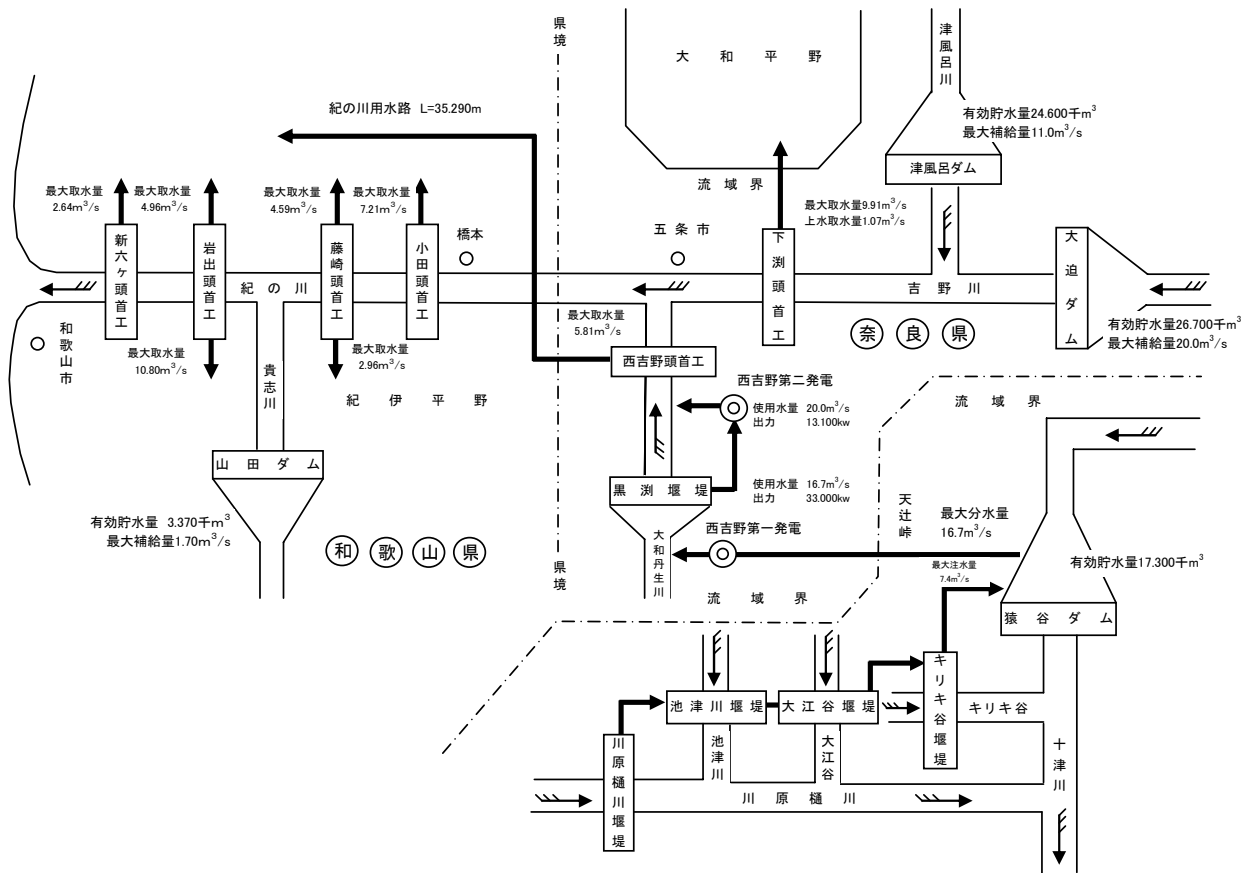 県境
大和平野
津風呂川
紀の川用水路 L=35.290m
有効貯水量24.600千m³
最大補給量11.0m³/s
津風呂ダム
流域界
最大取水量
2.64m³/s
最大取水量
4.96m³/s
最大取水量
4.59m³/s
最大取水量
7.21m³/s
最大取水量9.91m³/s
上水取水量1.07m³/s
新六ヶ頭首工
岩出頭首工
藤崎頭首工
小田頭首工
橋本
五条市
下渕頭首工
大迫ダム
紀の川
吉野川
和歌山市
最大取水量
10.80m³/s
貴志川
最大取水量
2.96m³/s
最大取水量
5.81m³/s
西吉野頭首工
奈良県
有効貯水量26.700千m³
最大補給量20.0m³/s
紀伊平野
西吉野第二発電
使用水量 20.0m³/s
出力 13.100kw
流域界
山田ダム
黒渕堰堤
使用水量 16.7m³/s
出力 33.000kw
有効貯水量 3.370千m³
最大補給量1.70m³/s
和歌山県
県境
大和丹生川
西吉野第一発電
天辻峠
最大分水量
16.7m³/s
最大注水量
7.4m³/s
有効貯水量17.300千m³
流域界
猿谷ダム
池津川堰堤
大江谷堰堤
キリキ谷堰堤
キリキ谷
川原樋川堰堤
池津川
大江谷
十津川
川原樋川